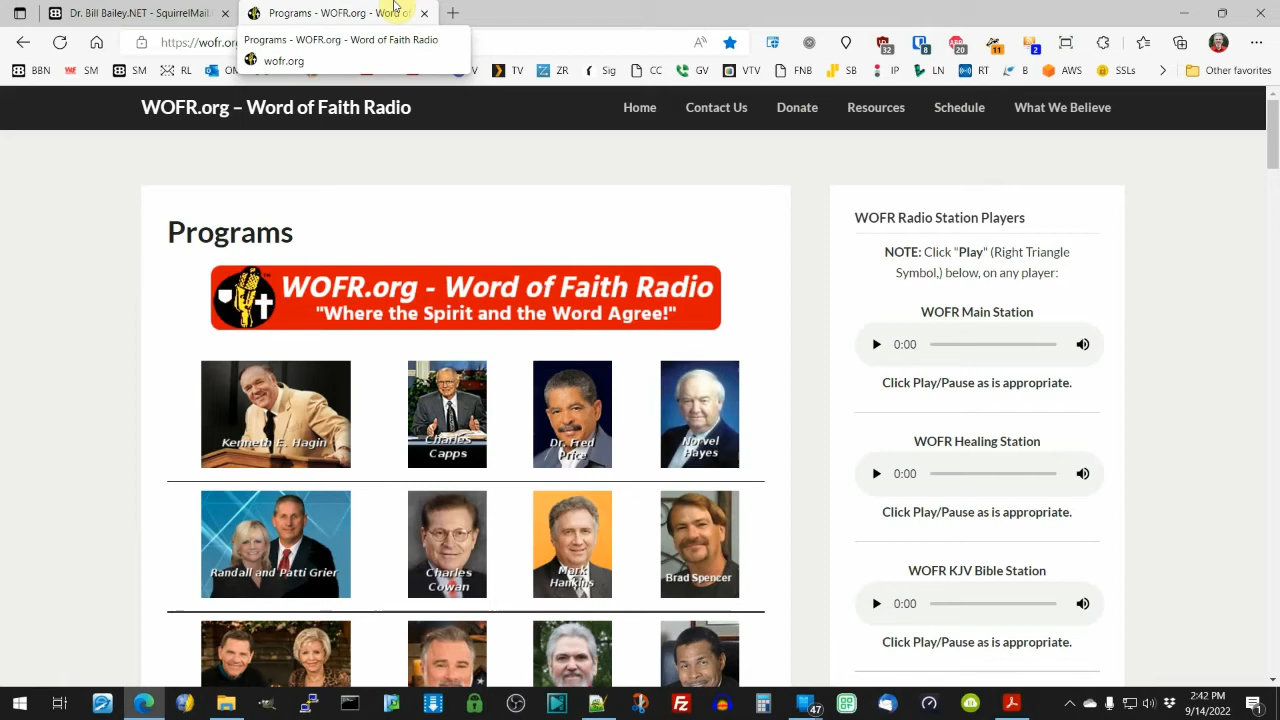 Dr. Bill Bailey.NET - SquirrelMail
Programs - WOFR.org - Word of
https://wofr.org
Programs - WOFR.org - Word of Faith Radio
wofr.org
32
8
20
11
2
BBN
SM
SM
RL
V
TV
ZR
Sig
CC
GV
VTV
FNB
SB
IP
LN
RT
B
AWS
SSLs
Other favorites
WOFR.org – Word of Faith Radio
Home
Contact Us
Donate
Resources
Schedule
What We Believe
Programs
WOFR.org - Word of Faith Radio
"Where the Spirit and the Word Agree!"
Kenneth E. Hagin
Charles
Capps
Dr. Fred
Price
Norvel
Hayes
Randall and Patti Grier
Charles
Cowan
Mark
Hankins
Brad Spencer
WOFR Radio Station Players
NOTE: Click "Play" (Right Triangle
Symbol,) below, on any player:
WOFR Main Station
0:00
Click Play/Pause as is appropriate.
WOFR Healing Station
0:00
Click Play/Pause as is appropriate.
WOFR KJV Bible Station
0:00
Click Play/Pause as is appropriate.
47
2:42 PM
9/14/2022
1